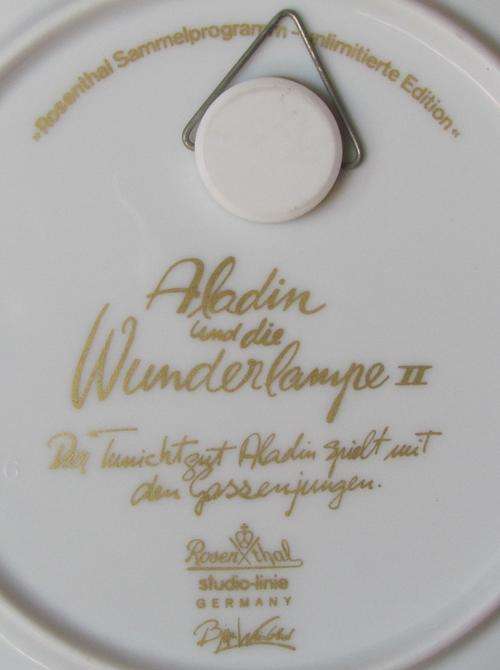 „Rosenthal Sammelprogramm – unlimitierte Edition“
Aladin
und die
Wunderlampe II
Der Tunichtgut Aladin spielt mit
den Gassenjungen.
Rosenthal
studio-linie
GERMANY